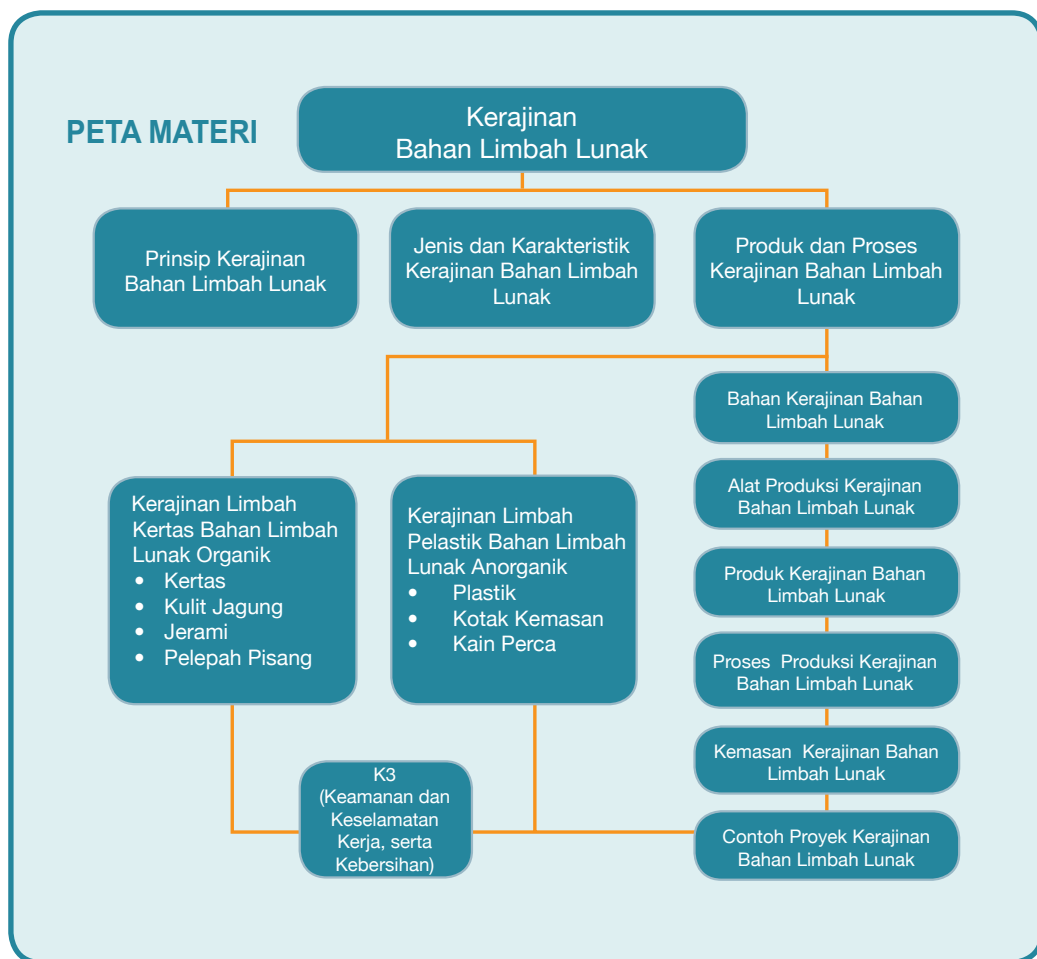 PETA MATERI
Kerajinan
Bahan Limbah Lunak
Prinsip Kerajinan
Bahan Limbah Lunak
Jenis dan Karakteristik
Kerajinan Bahan Limbah
Lunak
Produk dan Proses
Kerajinan Bahan Limbah
Lunak
Bahan Kerajinan Bahan
Limbah Lunak
Alat Produksi Kerajinan
Bahan Limbah Lunak
Produk Kerajinan Bahan
Limbah Lunak
Proses Produksi Kerajinan
Bahan Limbah Lunak
Kemasan Kerajinan Bahan
Limbah Lunak
Contoh Proyek Kerajinan
Bahan Limbah Lunak
Kerajinan Limbah
Kertas Bahan Limbah
Lunak Organik
• Kertas
• Kulit Jagung
• Jerami
• Pelepah Pisang
Kerajinan Limbah
Pelastik Bahan Limbah
Lunak Anorganik
• Plastik
• Kotak Kemasan
• Kain Perca
K3
(Keamanan dan
Keselamatan
Kerja, serta
Kebersihan)